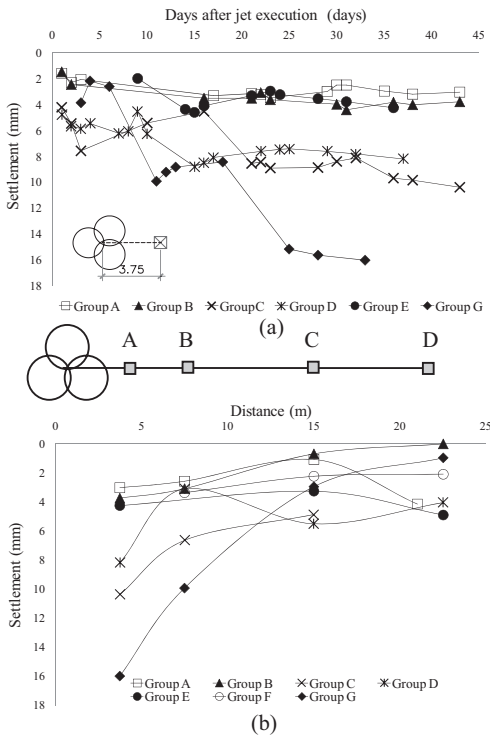 Days after jet execution (days)
0 5 10 15 20 25 30 35 40 45
0
2
4
6
8
10
12
14
16
18
Settlement (mm)
3.75
Group A Group B GroupC Group D Group E Group G
(a)
A B C D
Distance (m)
0 5 10 15 20 25
0
2
4
6
8
10
12
14
16
18
Settlement (mm)
Group A Group B Group C Group D
Group E Group F Group G
(b)